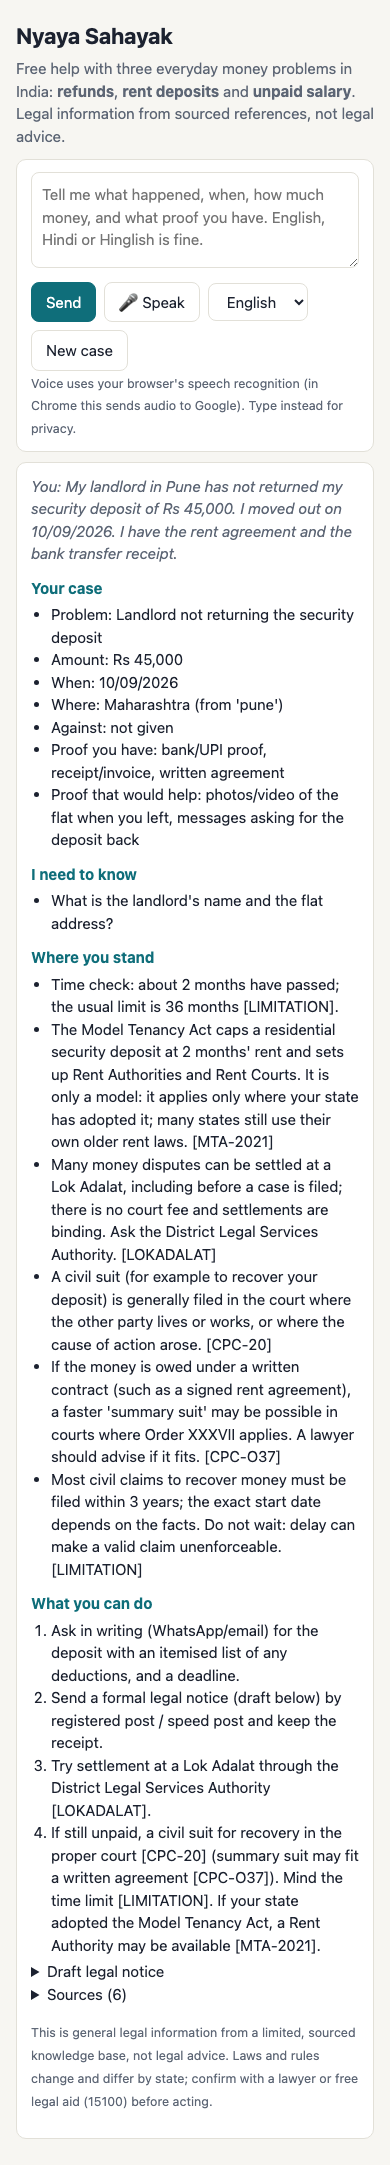 Nyaya Sahayak
Free help with three everyday money problems in
India: refunds, rent deposits and unpaid salary.
Legal information from sourced references, not legal
advice.
Tell me what happened, when, how much
money, and what proof you have. English,
Hindi or Hinglish is fine.
Send
🎤 Speak
English
New case
Voice uses your browser's speech recognition (in
Chrome this sends audio to Google). Type instead for
privacy.
You: My landlord in Pune has not returned my
security deposit of Rs 45,000. I moved out on
10/09/2026. I have the rent agreement and the
bank transfer receipt.
Your case
• Problem: Landlord not returning the security
deposit
• Amount: Rs 45,000
• When: 10/09/2026
• Where: Maharashtra (from 'pune')
• Against: not given
• Proof you have: bank/UPI proof,
receipt/invoice, written agreement
• Proof that would help: photos/video of the
flat when you left, messages asking for the
deposit back
I need to know
• What is the landlord's name and the flat
address?
Where you stand
• Time check: about 2 months have passed;
the usual limit is 36 months [LIMITATION].
• The Model Tenancy Act caps a residential
security deposit at 2 months' rent and sets
up Rent Authorities and Rent Courts. It is
only a model: it applies only where your state
has adopted it; many states still use their
own older rent laws. [MTA-2021]
• Many money disputes can be settled at a
Lok Adalat, including before a case is filed;
there is no court fee and settlements are
binding. Ask the District Legal Services
Authority. [LOKADALAT]
• A civil suit (for example to recover your
deposit) is generally filed in the court where
the other party lives or works, or where the
cause of action arose. [CPC-20]
• If the money is owed under a written
contract (such as a signed rent agreement),
a faster 'summary suit' may be possible in
courts where Order XXXVII applies. A lawyer
should advise if it fits. [CPC-O37]
• Most civil claims to recover money must be
filed within 3 years; the exact start date
depends on the facts. Do not wait: delay can
make a valid claim unenforceable.
[LIMITATION]
What you can do
1. Ask in writing (WhatsApp/email) for the
deposit with an itemised list of any
deductions, and a deadline.
2. Send a formal legal notice (draft below) by
registered post / speed post and keep the
receipt.
3. Try settlement at a Lok Adalat through the
District Legal Services Authority
[LOKADALAT].
4. If still unpaid, a civil suit for recovery in the
proper court [CPC-20] (summary suit may fit
a written agreement [CPC-O37]). Mind the
time limit [LIMITATION]. If your state
adopted the Model Tenancy Act, a Rent
Authority may be available [MTA-2021].
▶ Draft legal notice
▶ Sources (6)
This is general legal information from a limited, sourced
knowledge base, not legal advice. Laws and rules
change and differ by state; confirm with a lawyer or free
legal aid (15100) before acting.